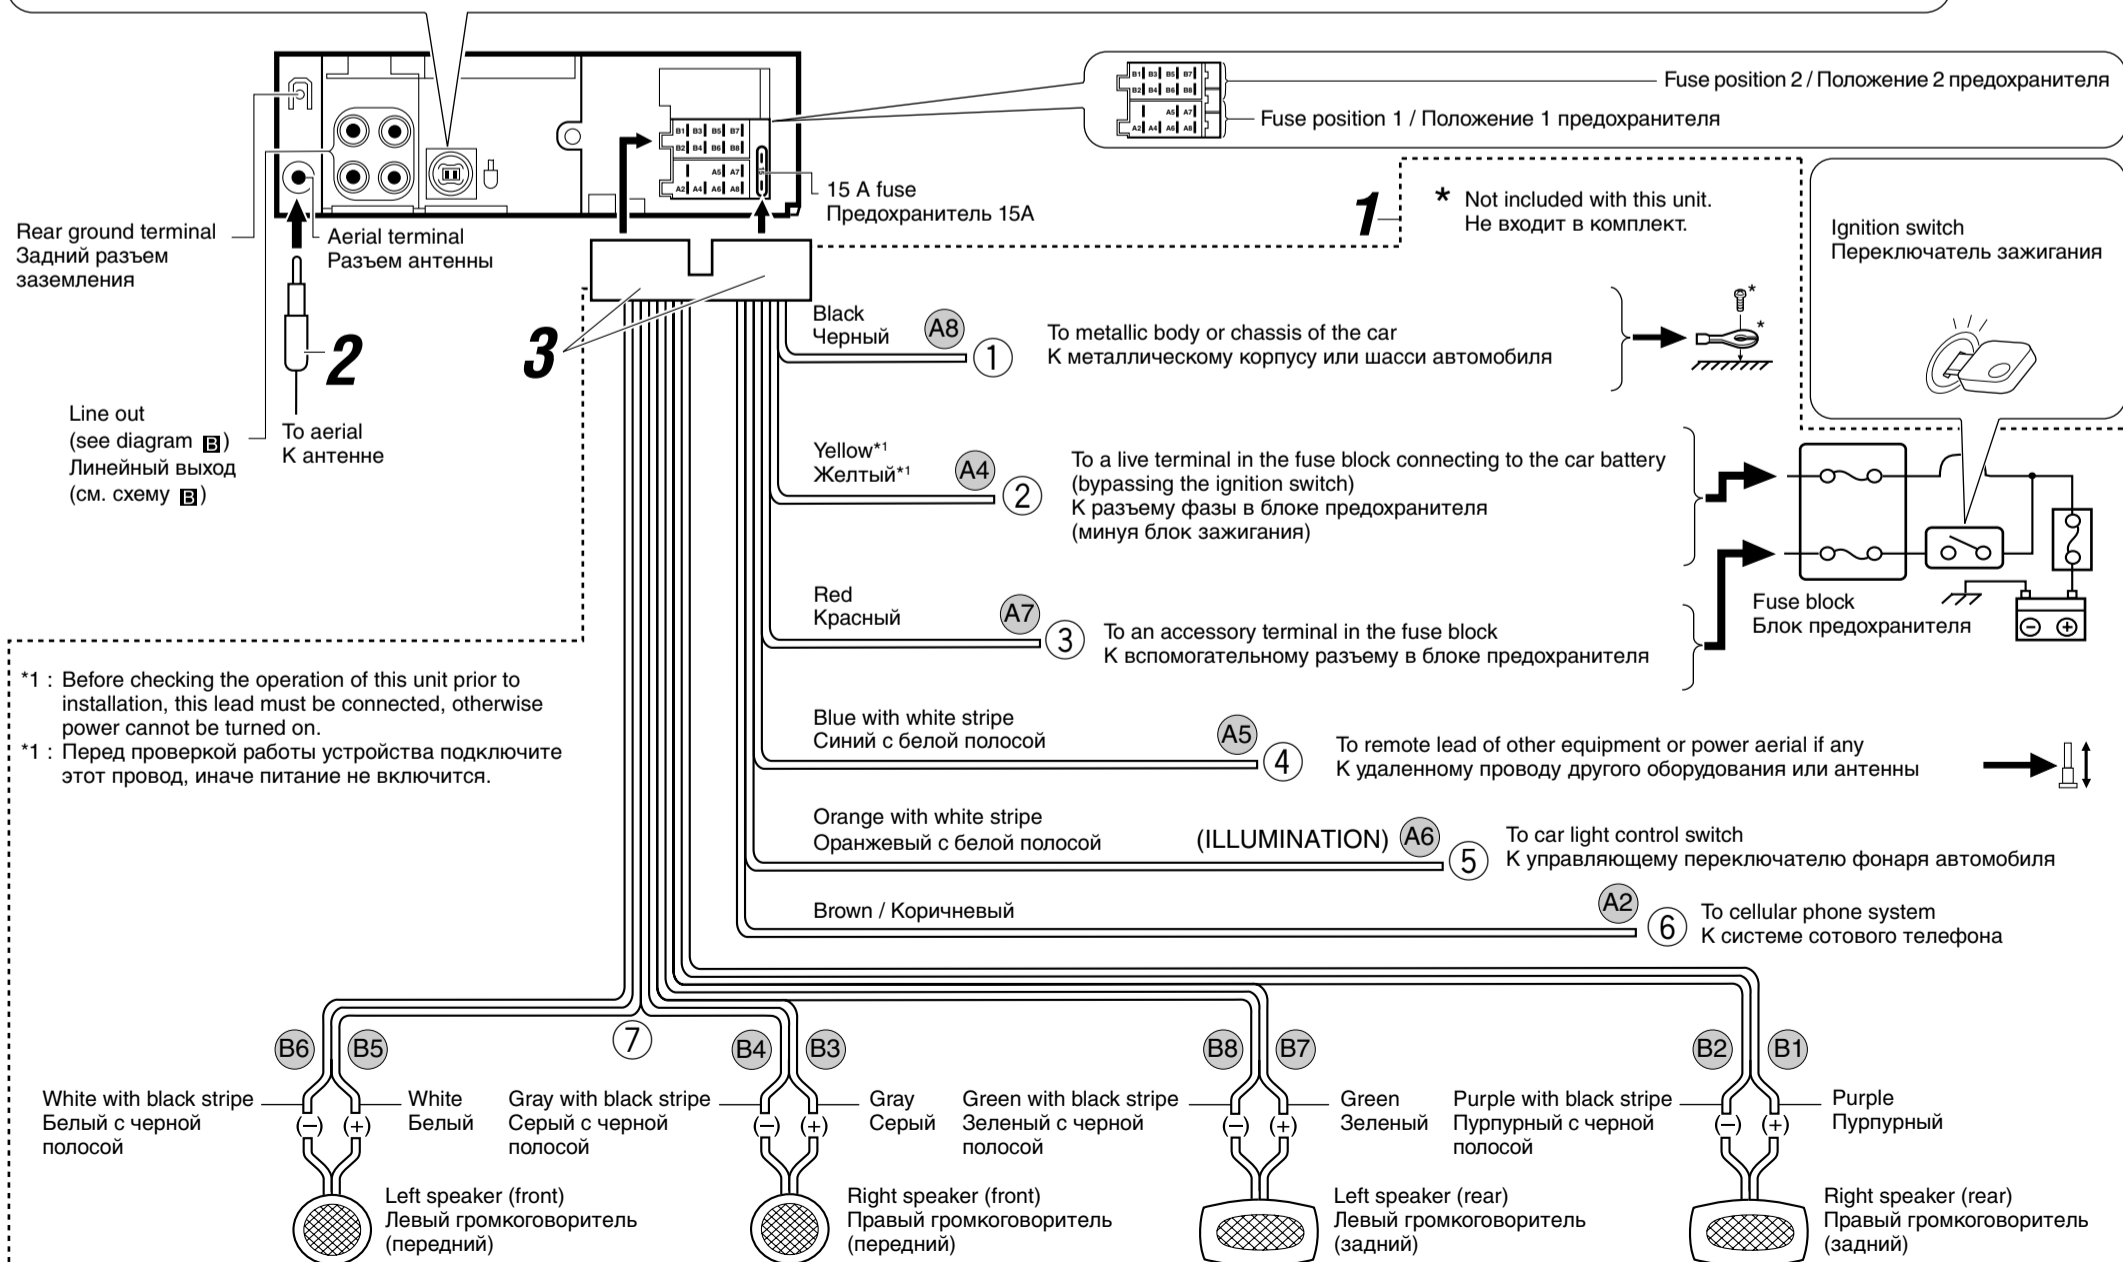 B1 B3 B5 B7
B2 B4 B6 B8
A5 A7
A2 A4 A6 A8
Fuse position 2 / Положение 2 предохранителя
Fuse position 1 / Положение 1 предохранителя
B1 B3 B5 B7
B2 B4 B6 B8
A5 A7
A2 A4 A6 A8
15
15 A fuse
Предохранитель 15А
1
* Not included with this unit.
Не входит в комплект.
Ignition switch
Переключатель зажигания
Rear ground terminal
Задний разъем
заземления
Aerial terminal
Разъем антенны
2
3
Line out
(see diagram B)
Линейный выход
(см. схему B)
To aerial
К антенне
Black
Черный
A8
1
To metallic body or chassis of the car
К металлическому корпусу или шасси автомобиля
*
*
Yellow*1
Желтый*1
A4
2
To a live terminal in the fuse block connecting to the car battery
(bypassing the ignition switch)
К разъему фазы в блоке предохранителя
(минуя блок зажигания)
Red
Красный
A7
3
To an accessory terminal in the fuse block
К вспомогательному разъему в блоке предохранителя
Fuse block
Блок предохранителя
*1 : Before checking the operation of this unit prior to
installation, this lead must be connected, otherwise
power cannot be turned on.
*1 : Перед проверкой работы устройства подключите
этот провод, иначе питание не включится.
Blue with white stripe
Синий с белой полосой
A5
4
To remote lead of other equipment or power aerial if any
К удаленному проводу другого оборудования или антенны
Orange with white stripe
Оранжевый с белой полосой
(ILLUMINATION)
A6
5
To car light control switch
К управляющему переключателю фонаря автомобиля
Brown / Коричневый
A2
6
To cellular phone system
К системе сотового телефона
7
B6 B5
B4 B3
B8 B7
B2 B1
White with black stripe
Белый с черной
полосой
(–) (+)
White
Белый
Gray with black stripe
Серый с черной
полосой
(–) (+)
Gray
Серый
Green with black stripe
Зеленый с черной
полосой
(–) (+)
Green
Зеленый
Purple with black stripe
Пурпурный с черной
полосой
(–) (+)
Purple
Пурпурный
Left speaker (front)
Левый громкоговоритель
(передний)
Right speaker (front)
Правый громкоговоритель
(передний)
Left speaker (rear)
Левый громкоговоритель
(задний)
Right speaker (rear)
Правый громкоговоритель
(задний)